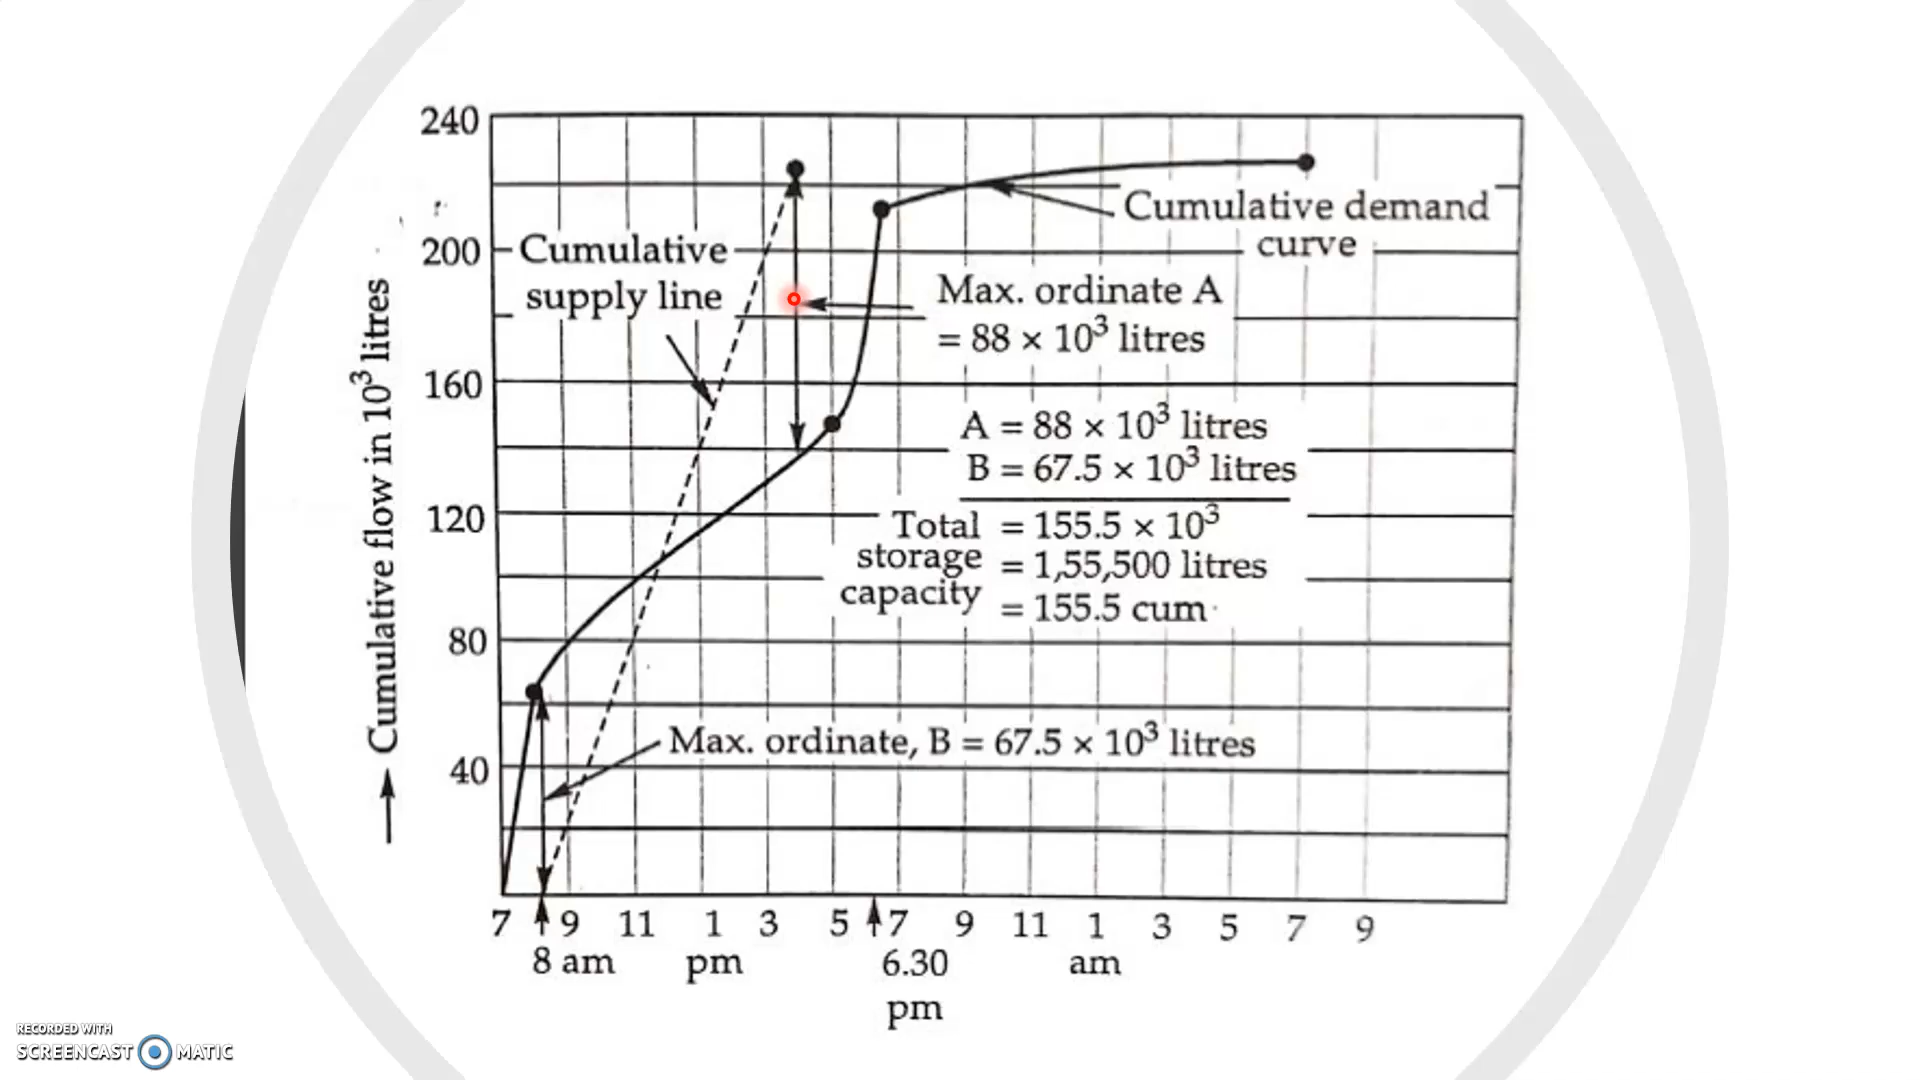 240
200
160
120
80
40
Cumulative flow in 10³ litres
Cumulative
supply line
Cumulative demand
curve
Max. ordinate A
= 88 × 10³ litres
A = 88 × 10³ litres
B = 67.5 × 10³ litres
Total = 155.5 × 10³
storage = 1,55,500 litres
capacity = 155.5 cum
Max. ordinate, B = 67.5 × 10³ litres
7 9 11 1 3 5 7 9 11 1 3 5 7 9
8 am pm 6.30 am
pm
RECORDED WITH
SCREENCAST MATIC